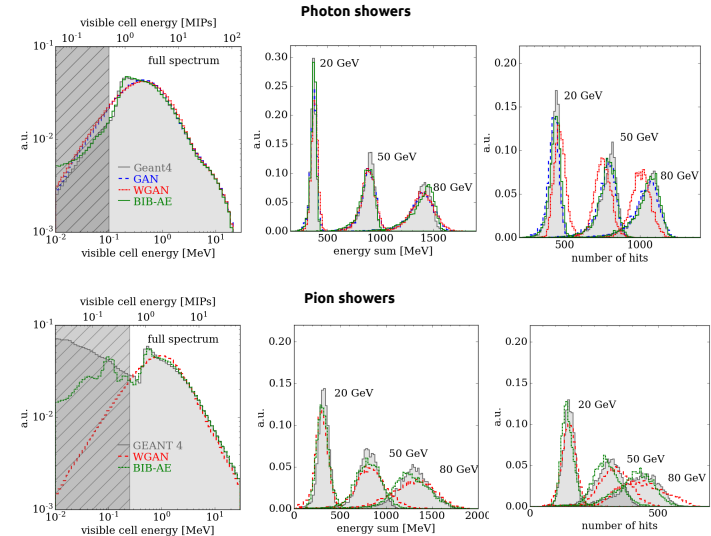 Photon showers
visible cell energy [MIPs]
10⁻¹ 10⁰ 10¹ 10²
full spectrum
10⁻¹
10⁻²
10⁻³
a.u.
Geant4
GAN
WGAN
BIB-AE
10⁻² 10⁻¹ 10⁰ 10¹
visible cell energy [MeV]
0.30
0.25
0.20
0.15
0.10
0.05
0.00
a.u.
20 GeV
50 GeV
80 GeV
500 1000 1500
energy sum [MeV]
0.20
0.15
0.10
0.05
0.00
a.u.
20 GeV
50 GeV
80 GeV
500 1000
number of hits
Pion showers
visible cell energy [MIPs]
10⁻¹ 10⁰ 10¹
full spectrum
10⁻¹
10⁻²
10⁻³
a.u.
GEANT 4
WGAN
BIB-AE
10⁻² 10⁻¹ 10⁰ 10¹
visible cell energy [MeV]
0.20
0.15
0.10
0.05
0.00
a.u.
20 GeV
50 GeV
80 GeV
0 500 1000 1500
energy sum [MeV]
0.20
0.15
0.10
0.05
0.00
a.u.
20 GeV
50 GeV
80 GeV
0 500
number of hits